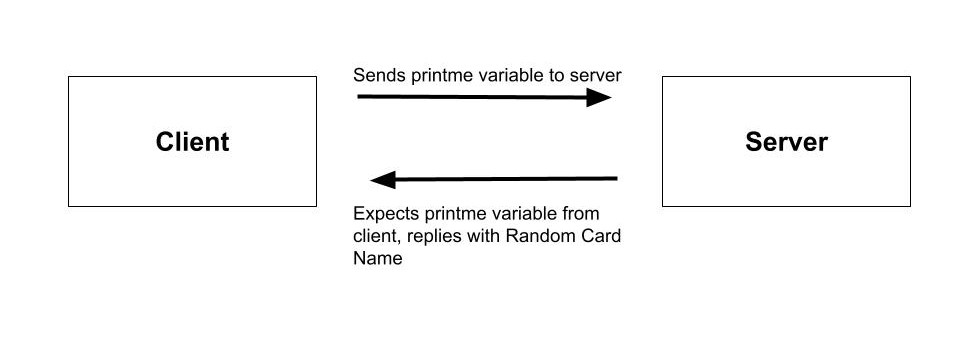 Sends printme variable to server
Client
Server
Expects printme variable from
client, replies with Random Card
Name